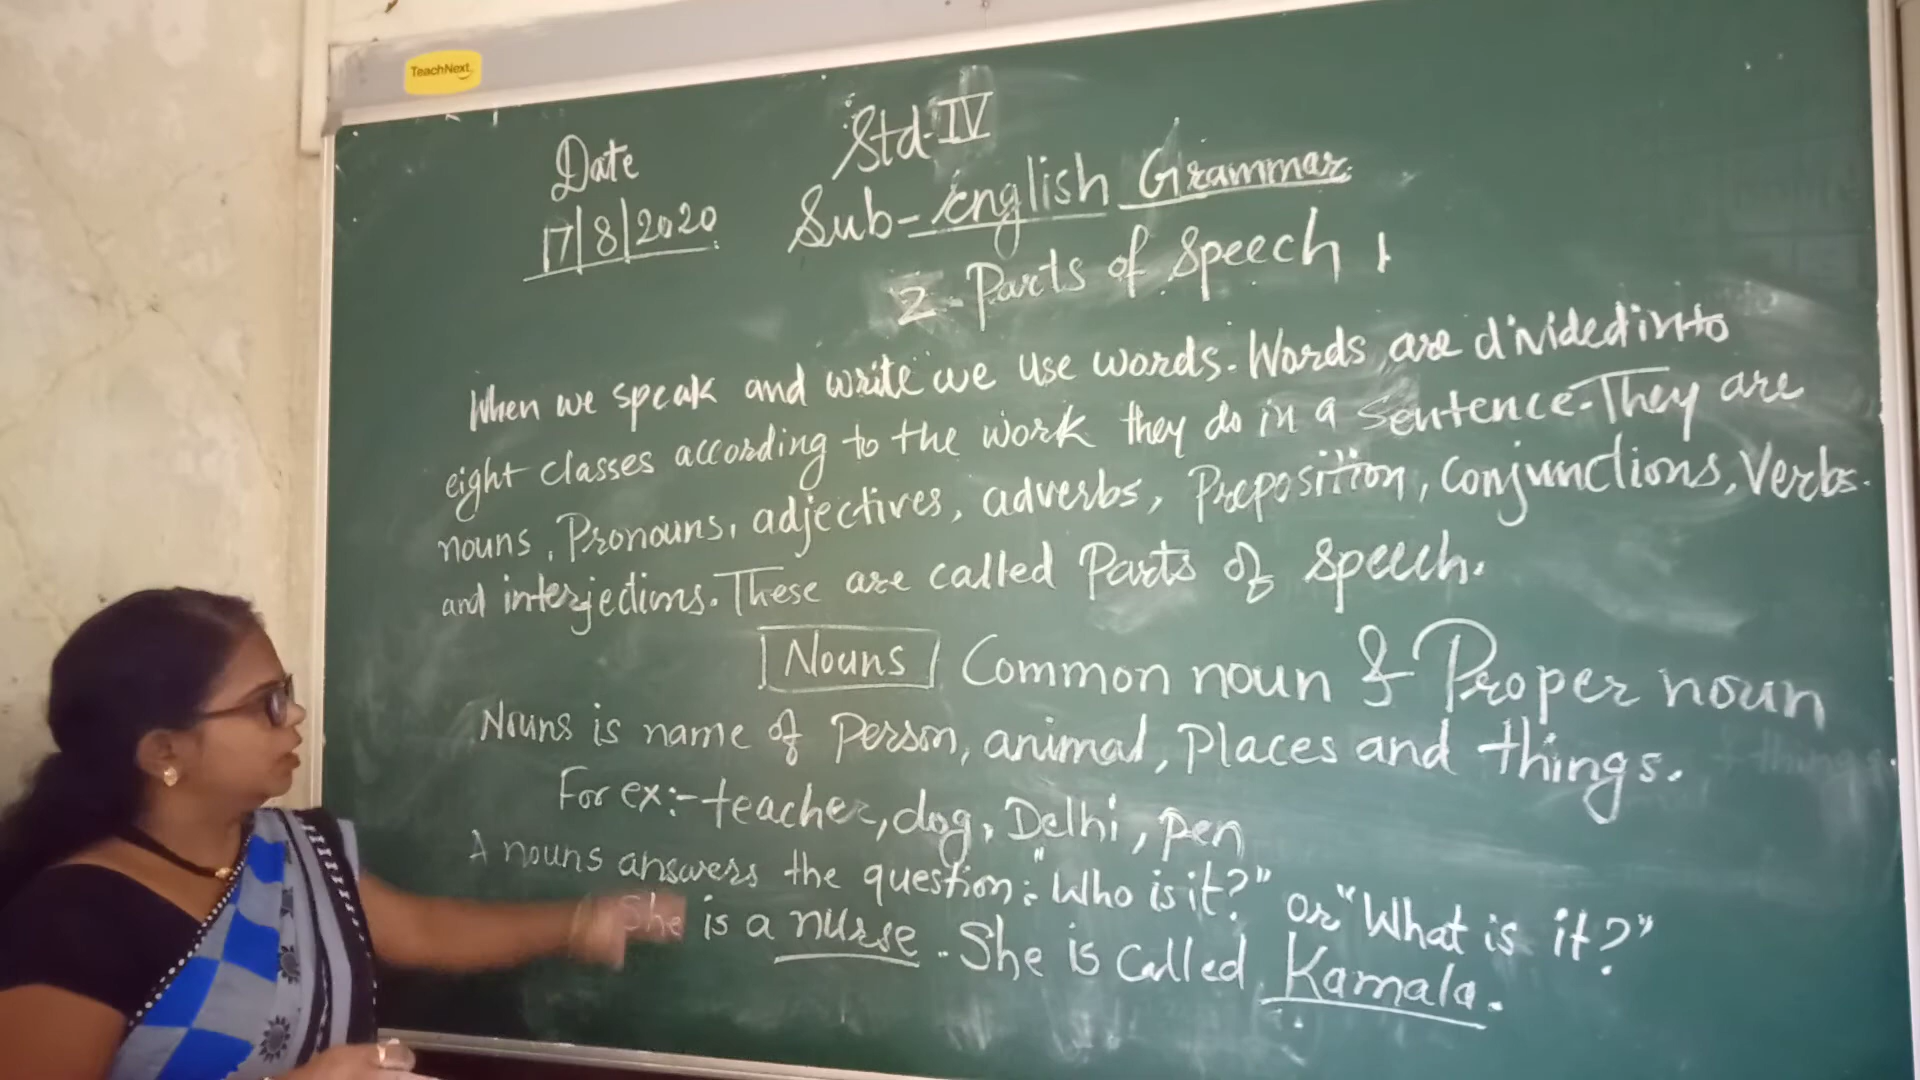 TeachNext
Date
17/8/2020
Std-IV
Sub-English Grammar
2-Parts of speech
When we speak and write we use words. Words are divided into
eight classes according to the work they do in a sentence. They are
nouns, Pronouns, adjectives, adverbs, Preposition, Conjunctions, Verbs.
and interjections. These are called Parts of speech.
Nouns Common noun & Proper noun
Nouns is name of Person, animal, Places and things.
For ex:- teacher, dog, Delhi, pen
A nouns answers the question: "Who is it?" or "What is it?"
She is a nurse. She is called Kamala.